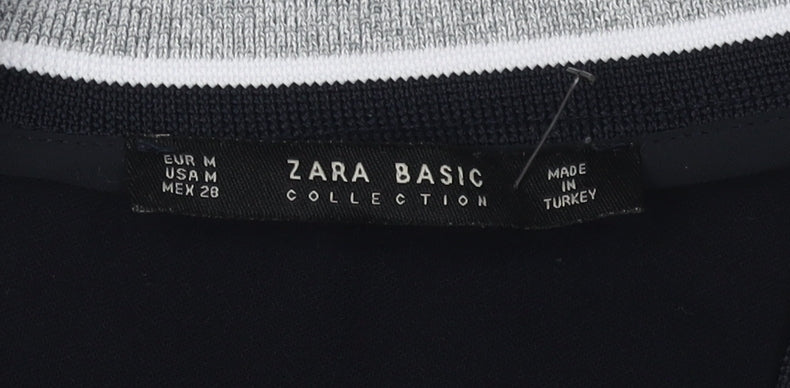 EUR M
USA M
MEX 28
ZARA BASIC
COLLECTION
MADE
IN
TURKEY